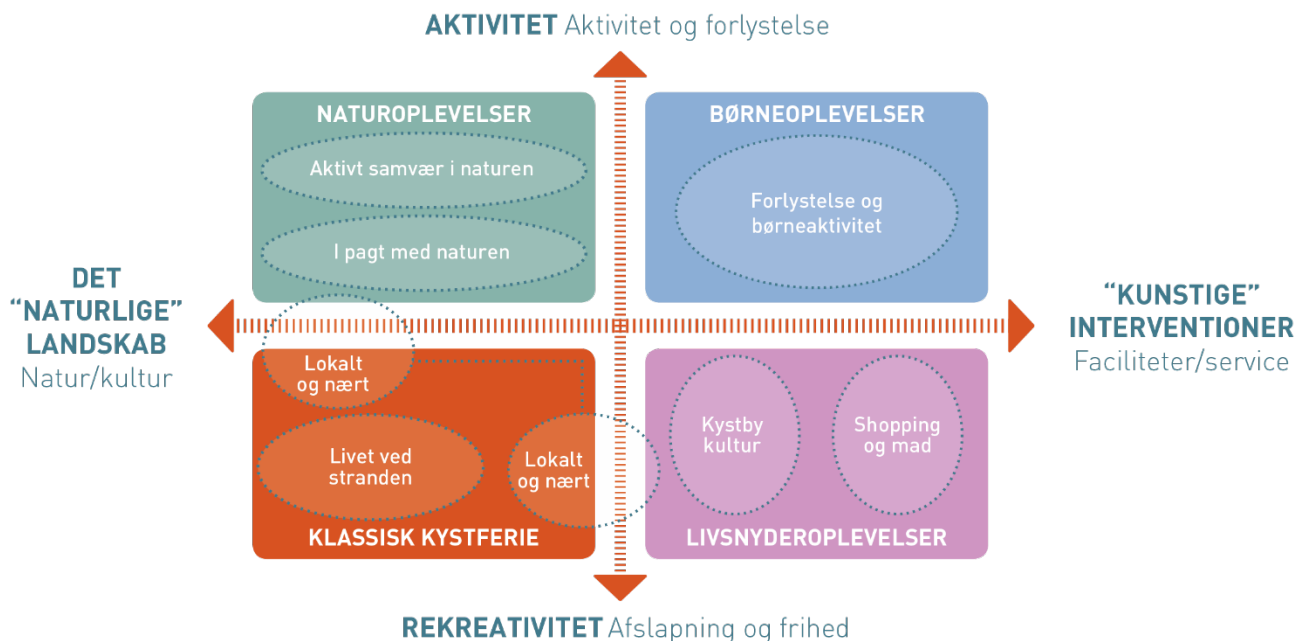 AKTIVITET Aktivitet og forlystelse
NATUROPLEVELSER
Aktivt samvær i naturen
I pagt med naturen
BØRNEOPLEVELSER
Forlystelse og
børneaktivitet
DET
“NATURLIGE”
LANDSKAB
Natur/kultur
“KUNSTIGE”
INTERVENTIONER
Faciliteter/service
Lokalt
og nært
Livet ved
stranden
Lokalt
og nært
KLASSISK KYSTFERIE
Kystby
kultur
Shopping
og mad
LIVSNYDEROPLEVELSER
REKREATIVITET Afslapning og frihed